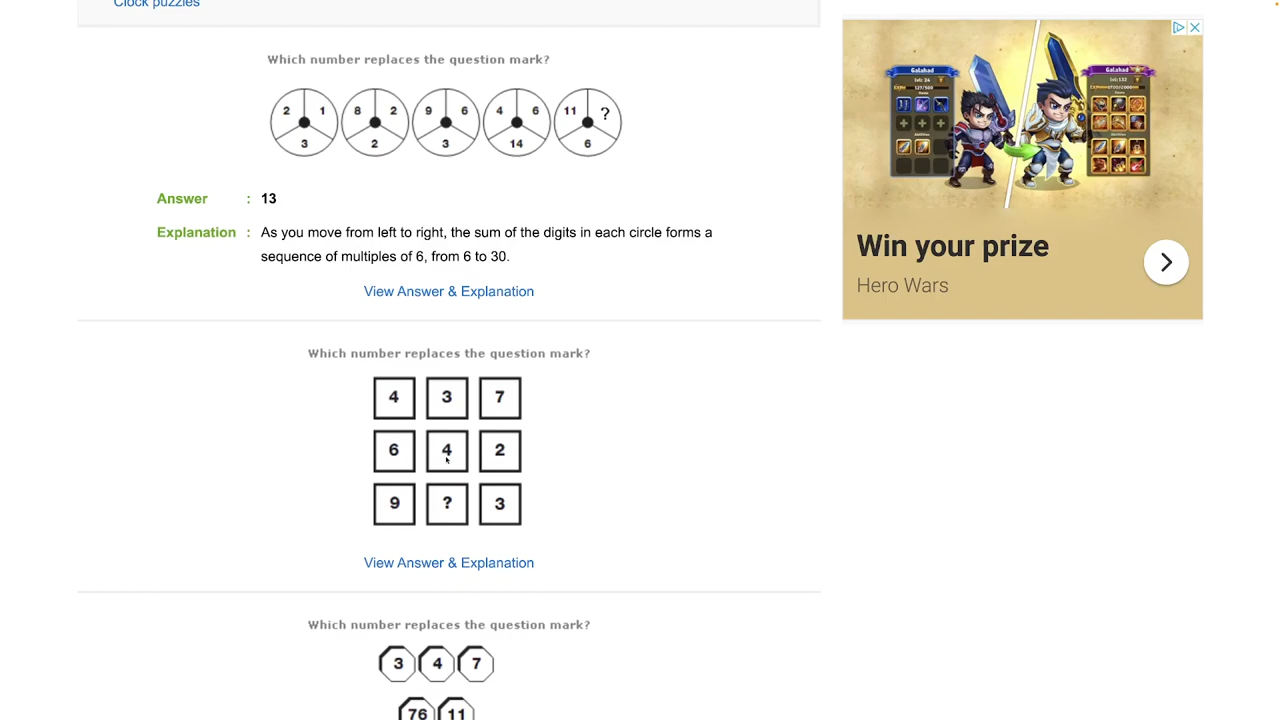 Clock puzzles
Which number replaces the question mark?
2 1 8 2 9 6 4 6 11 ?
3 2 3 14 6
Answer : 13
Explanation : As you move from left to right, the sum of the digits in each circle forms a
sequence of multiples of 6, from 6 to 30.
View Answer & Explanation
Which number replaces the question mark?
4 3 7
6 4 2
9 ? 3
View Answer & Explanation
Which number replaces the question mark?
3 4 7
76 11
Galahad
Galahad
Win your prize
Hero Wars